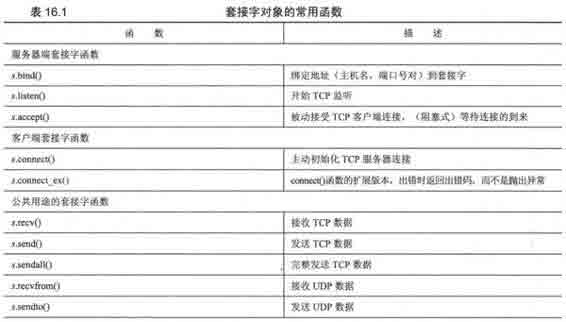 表 16.1 套接字对象的常用函数
函 数 描 述
服务器端套接字函数
s.bind() 绑定地址（主机名，端口号对）到套接字
s.listen() 开始 TCP 监听
s.accept() 被动接受 TCP 客户端连接，（阻塞式）等待连接的到来
客户端套接字函数
s.connect() 主动初始化 TCP 服务器连接
s.connect_ex() connect()函数的扩展版本，出错时返回出错码，而不是抛出异常
公共用途的套接字函数
s.recv() 接收 TCP 数据
s.send() 发送 TCP 数据
s.sendall() 完整发送 TCP 数据
s.recvfrom() 接收 UDP 数据
s.sendto() 发送 UDP 数据